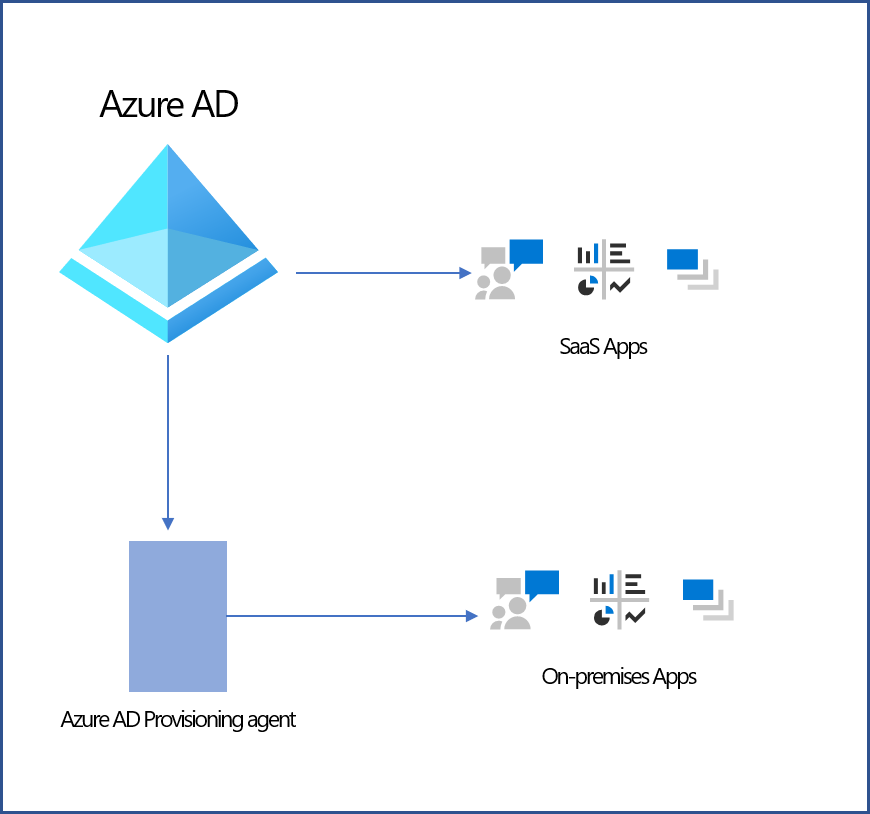 Azure AD
SaaS Apps
On-premises Apps
Azure AD Provisioning agent